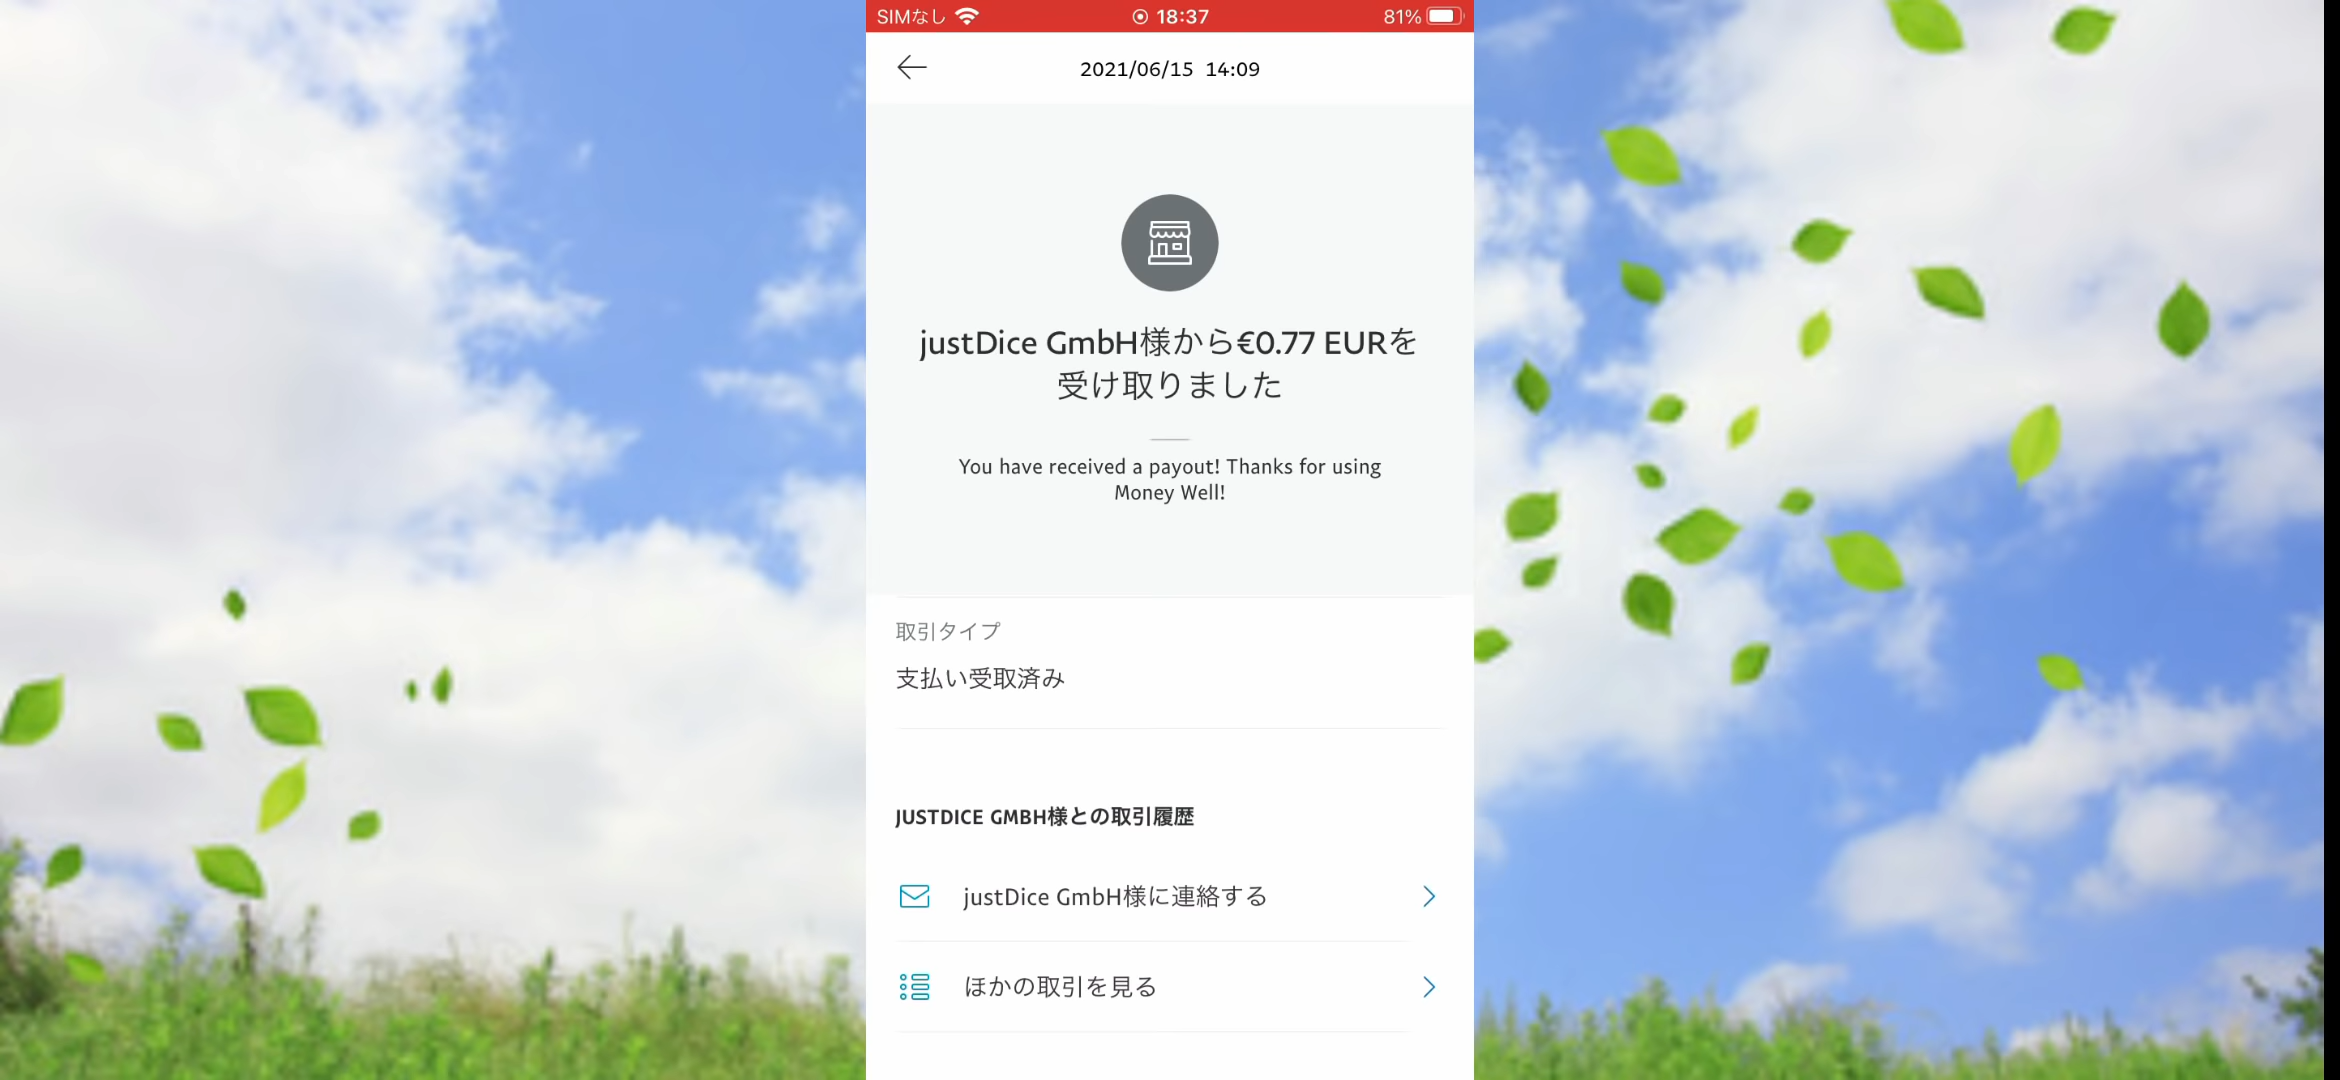 SIMなし 18:37 81%
2021/06/15 14:09
justDice GmbH様から€0.77 EURを
受け取りました
You have received a payout! Thanks for using
Money Well!
取引タイプ
支払い受取済み
JUSTDICE GMBH様との取引履歴
justDice GmbH様に連絡する
ほかの取引を見る